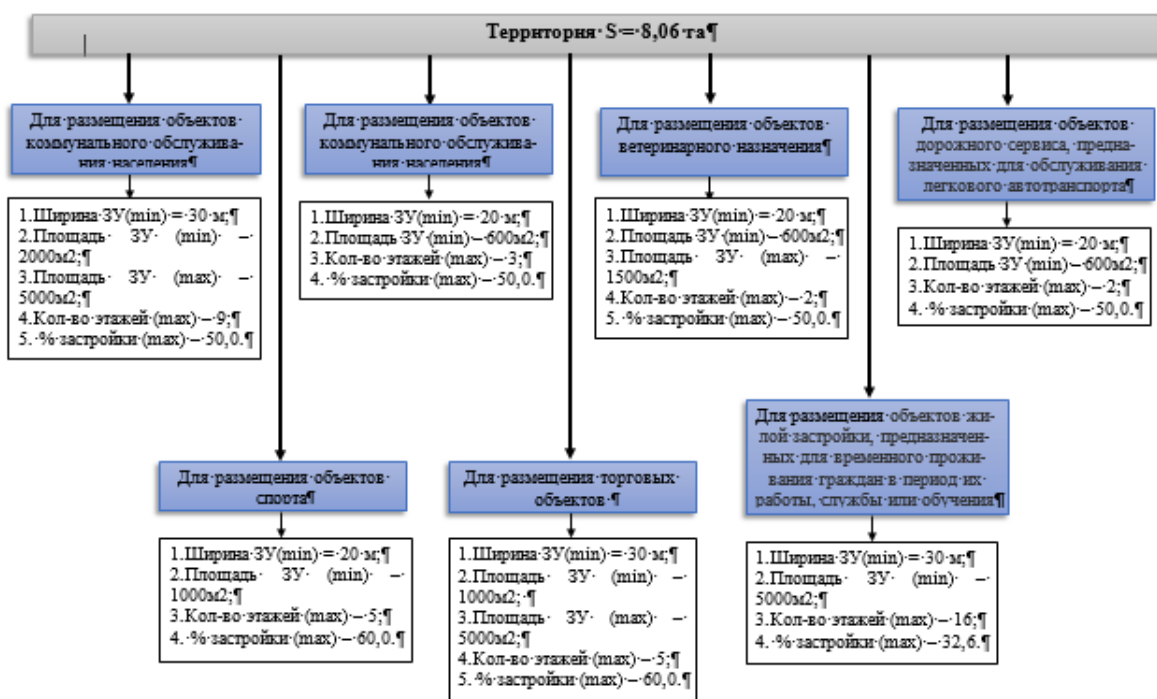 Территория S = 8,06 га¶
Для размещения объектов
коммунального обслужива-
ния населения¶
1.Ширина ЗУ(min) = 30 м;¶
2.Площадь ЗУ (min) –
2000м2;¶
3.Площадь ЗУ (max) –
5000м2;¶
4.Кол-во этажей (max) – 9;¶
5. % застройки (max) – 50,0.¶
Для размещения объектов
коммунального обслужива-
ния населения¶
1.Ширина ЗУ(min) = 20 м;¶
2.Площадь ЗУ (min) – 600м2;¶
3.Кол-во этажей (max) – 3;¶
4. % застройки (max) – 50,0.¶
Для размещения объектов
ветеринарного назначения¶
1.Ширина ЗУ(min) = 20 м;¶
2.Площадь ЗУ (min) – 600м2;¶
3.Площадь ЗУ (max) –
1500м2;¶
4.Кол-во этажей (max) – 2;¶
5. % застройки (max) – 50,0.¶
Для размещения объектов
дорожного сервиса, предна-
значенных для обслуживания
легкового автотранспорта¶
1.Ширина ЗУ(min) = 20 м;¶
2.Площадь ЗУ (min) – 600м2;¶
3.Кол-во этажей (max) – 2;¶
4. % застройки (max) – 50,0.¶
Для размещения объектов
спорта¶
1.Ширина ЗУ(min) = 20 м;¶
2.Площадь ЗУ (min) –
1000м2;¶
3.Кол-во этажей (max) – 5;¶
4. % застройки (max) – 60,0.¶
Для размещения торговых
объектов ¶
1.Ширина ЗУ(min) = 30 м;¶
2.Площадь ЗУ (min) –
1000м2; ¶
3.Площадь ЗУ (max) –
5000м2;¶
4.Кол-во этажей (max) – 5;¶
5. % застройки (max) – 60,0.¶
Для размещения объектов жи-
лой застройки, предназначен-
ных для временного прожи-
вания граждан в период их
работы, службы или обучения¶
1.Ширина ЗУ(min) = 30 м;¶
2.Площадь ЗУ (min) –
5000м2;¶
3.Кол-во этажей (max) – 16;¶
4. % застройки (max) – 32,6.¶